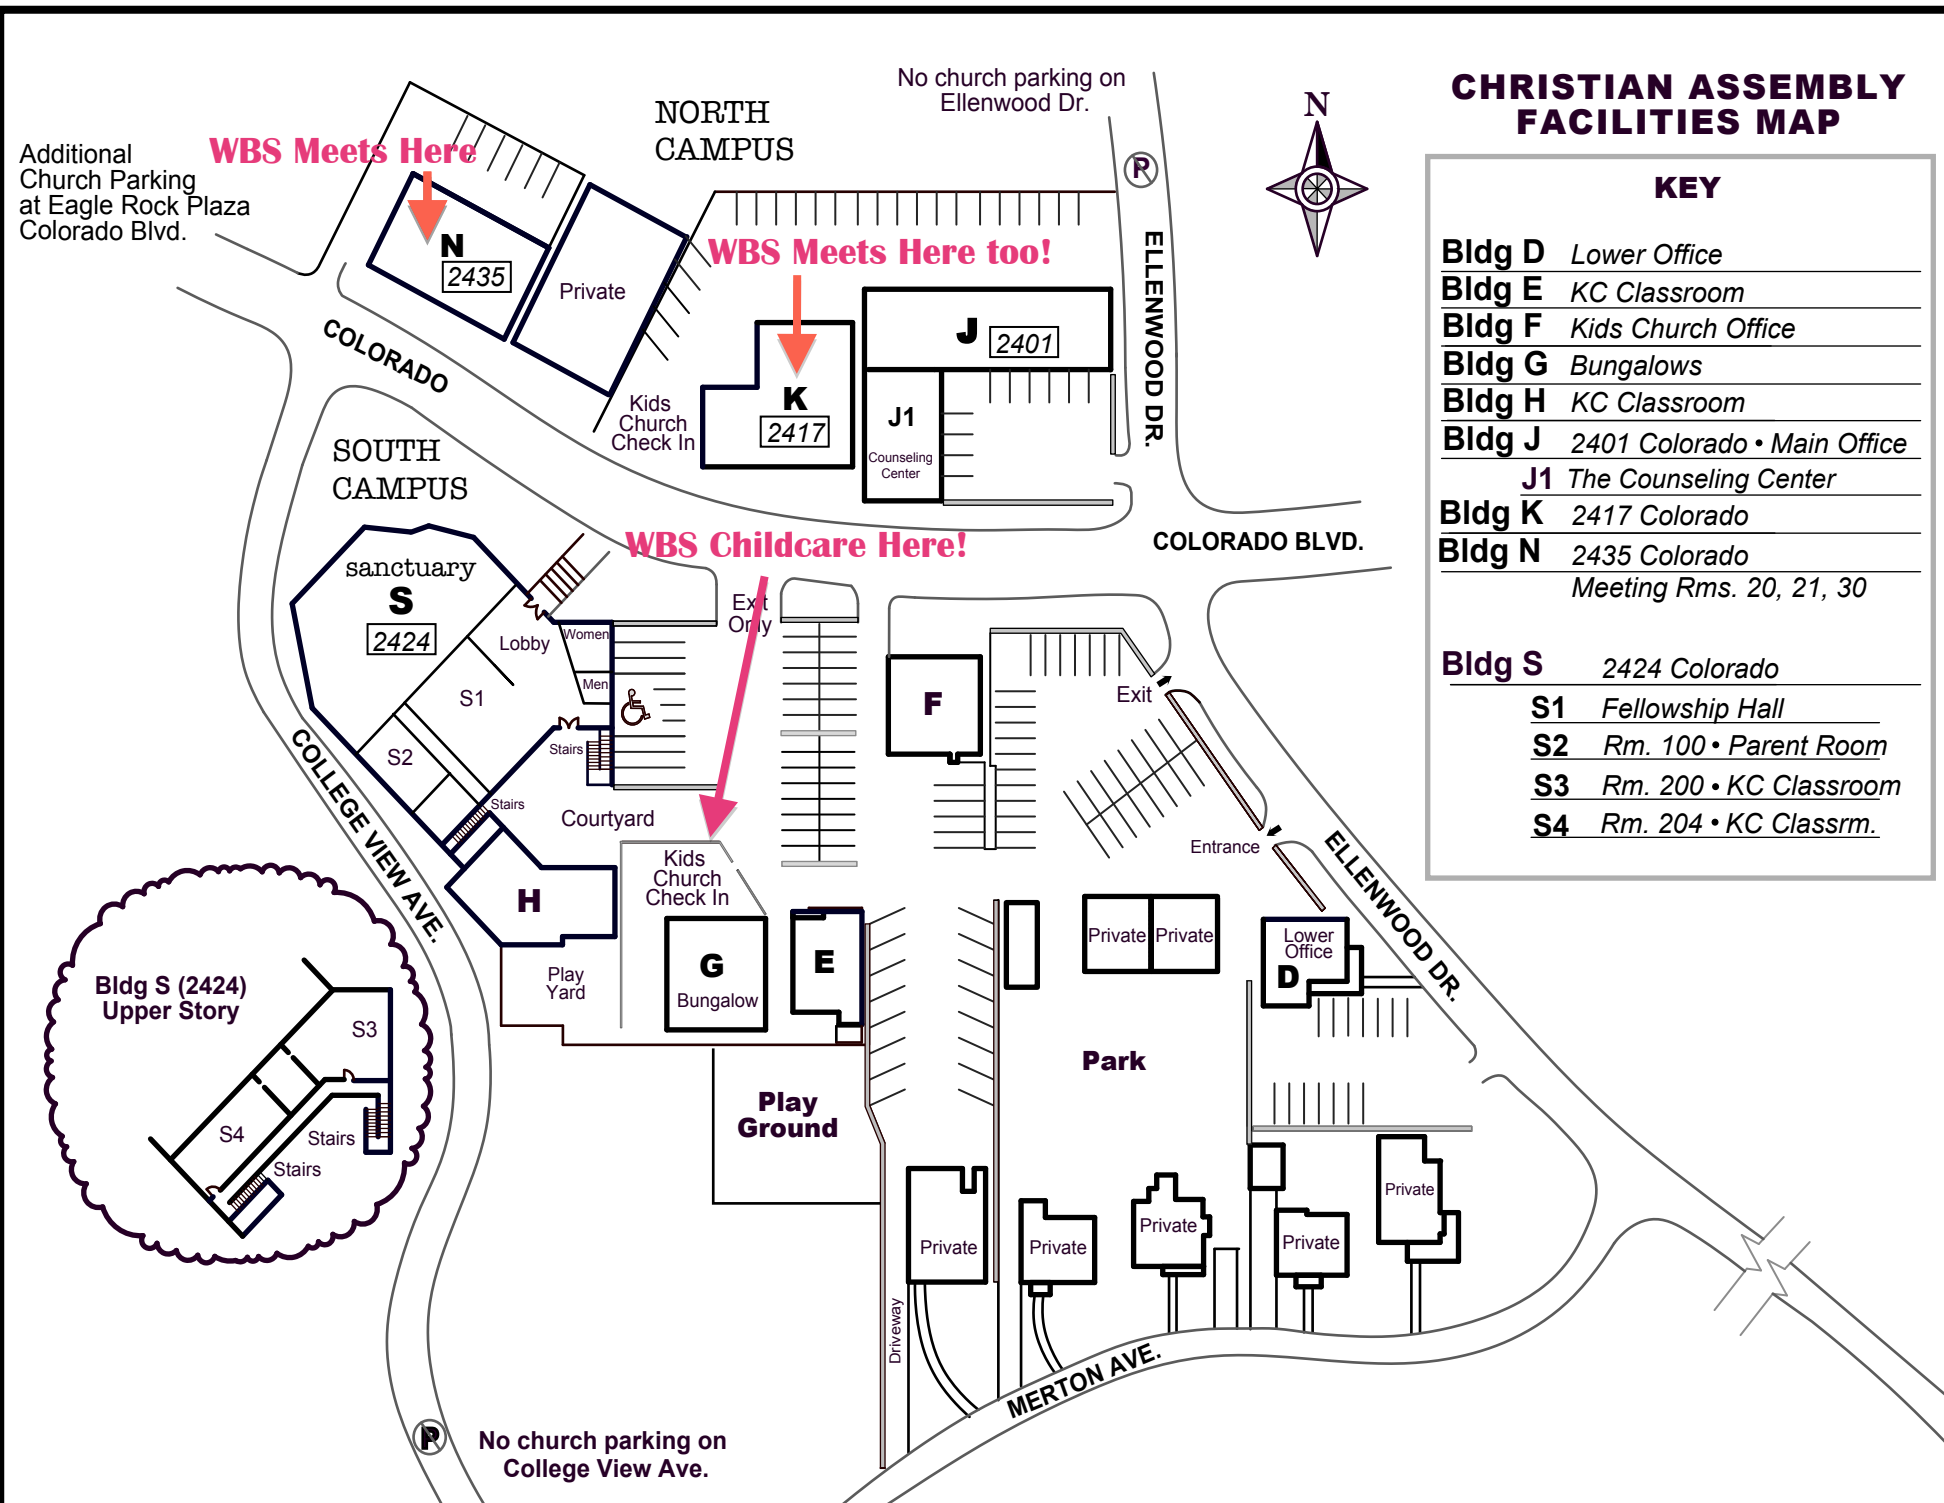 No church parking on
Ellenwood Dr.
CHRISTIAN ASSEMBLY
FACILITIES MAP
N
NORTH
CAMPUS
WBS Meets Here
Additional
Church Parking
at Eagle Rock Plaza
Colorado Blvd.
P
N
2435
Private
WBS Meets Here too!
ELLENWOOD DR.
COLORADO
J 2401
K
2417
Kids
Church
Check In
J1
Counseling
Center
KEY
Bldg D Lower Office
Bldg E KC Classroom
Bldg F Kids Church Office
Bldg G Bungalows
Bldg H KC Classroom
Bldg J 2401 Colorado • Main Office
J1 The Counseling Center
Bldg K 2417 Colorado
Bldg N 2435 Colorado
Meeting Rms. 20, 21, 30
Bldg S 2424 Colorado
S1 Fellowship Hall
S2 Rm. 100 • Parent Room
S3 Rm. 200 • KC Classroom
S4 Rm. 204 • KC Classrm.
SOUTH
CAMPUS
WBS Childcare Here!
COLORADO BLVD.
sanctuary
S
2424
Lobby
Women
Men
Exit
Only
S1
S2
Stairs
Stairs
Courtyard
COLLEGE VIEW AVE.
F
Exit
Entrance
ELLENWOOD DR.
Kids
Church
Check In
H
G
Bungalow
E
Play
Yard
Private
Private
Lower
Office
D
Park
Play
Ground
Bldg S (2424)
Upper Story
S3
S4
Stairs
Stairs
Private
Private
Private
Private
Private
Driveway
MERTON AVE.
P
No church parking on
College View Ave.